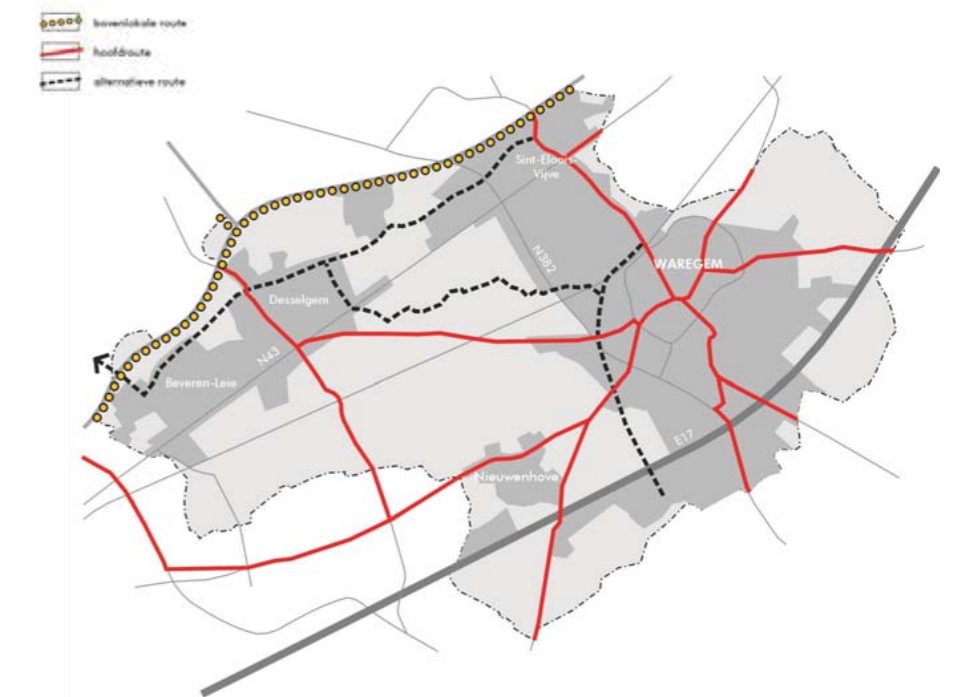 bovenlokale route
hoofdroute
alternatieve route
Sint-Eloois-
Vijve
N382
WAREGEM
Desselgem
N43
Beveren-Leie
E17
Nieuwenhove